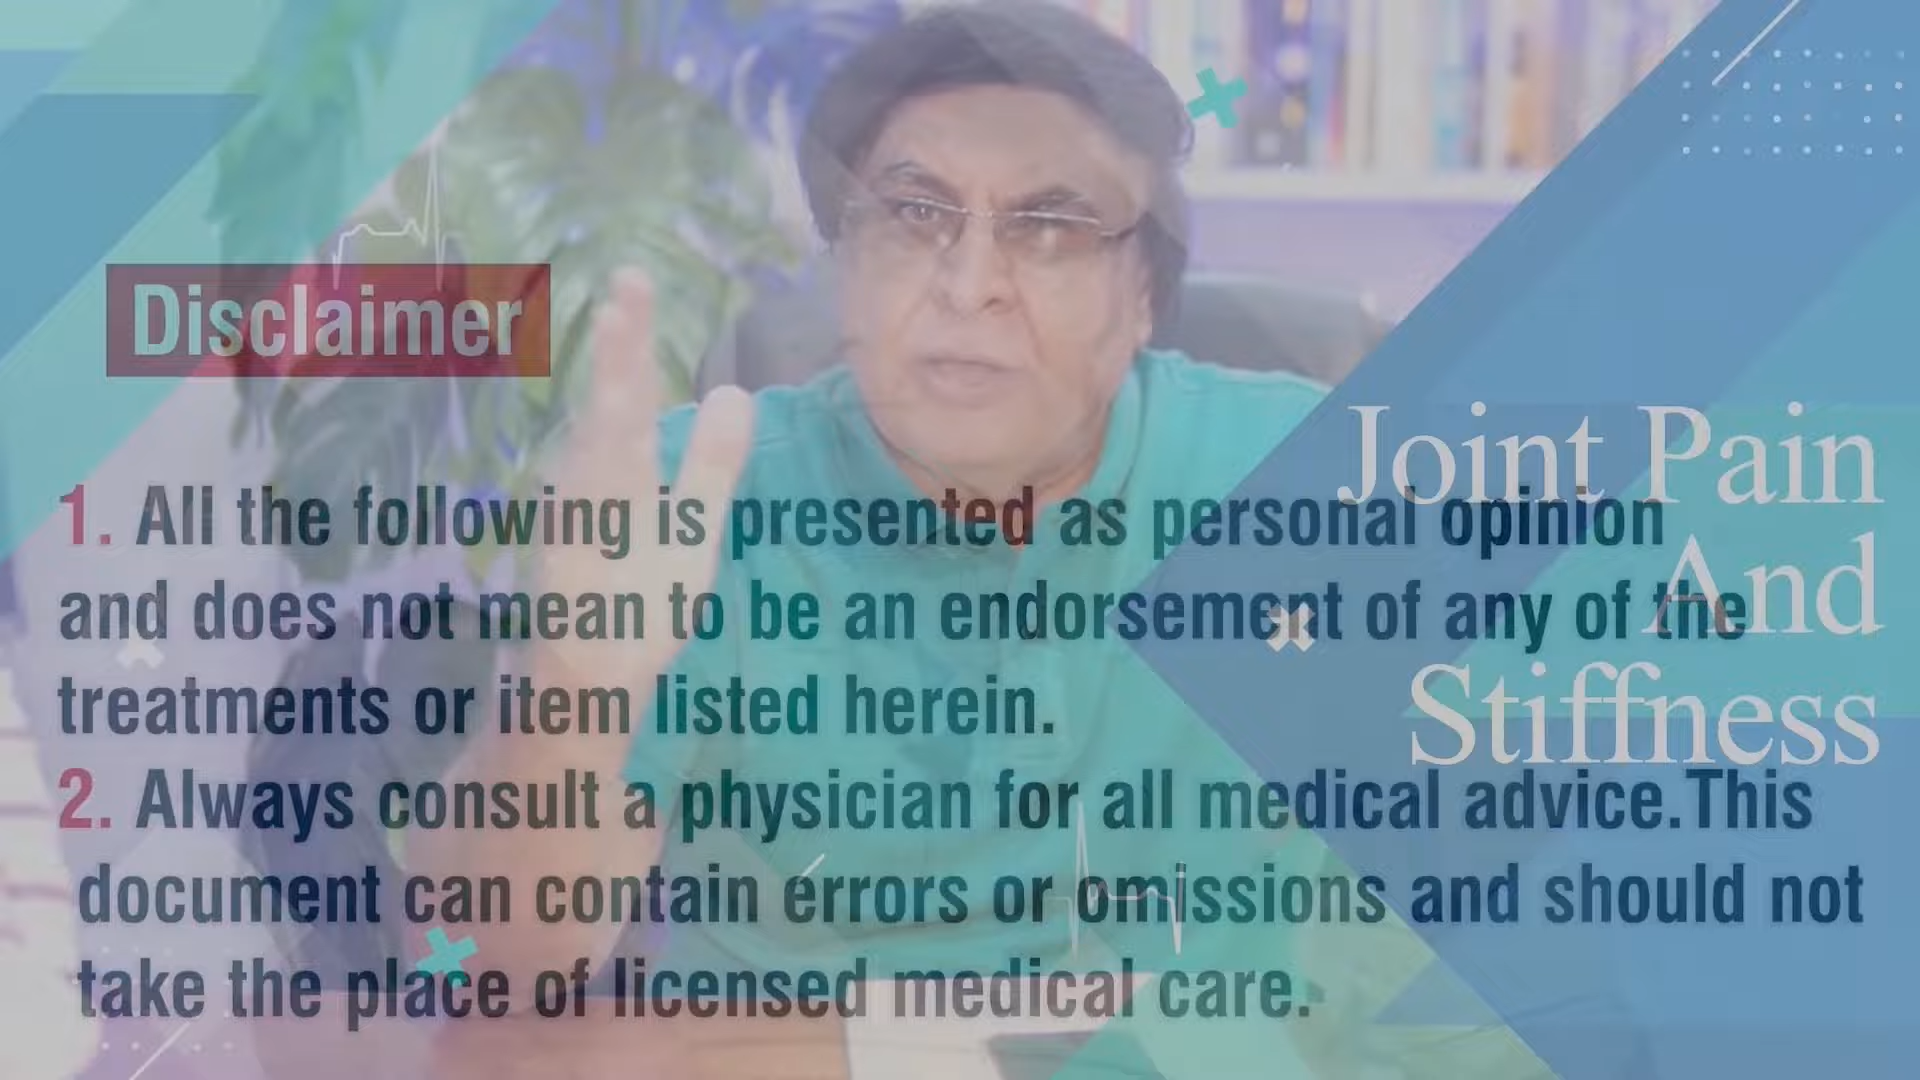 Disclaimer
1. All the following is presented as personal opinion
and does not mean to be an endorsement of any of the
treatments or item listed herein.
2. Always consult a physician for all medical advice.This
document can contain errors or omissions and should not
take the place of licensed medical care.
Joint Pain
And
Stiffness